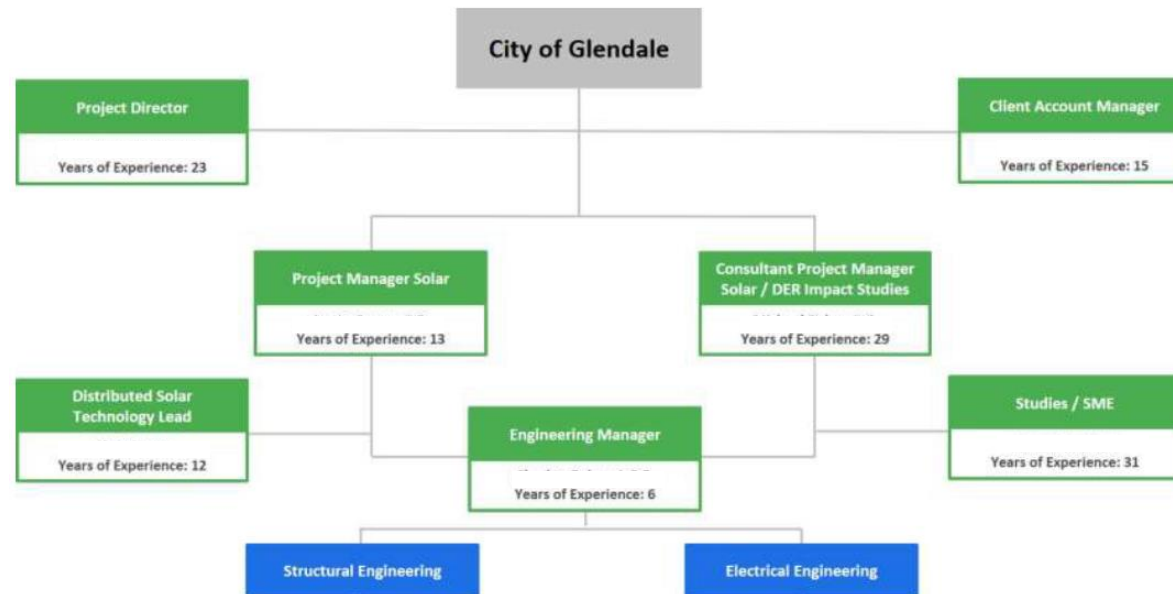 City of Glendale
Project Director
Years of Experience: 23
Client Account Manager
Years of Experience: 15
Project Manager Solar
Years of Experience: 13
Consultant Project Manager
Solar / DER Impact Studies
Years of Experience: 29
Distributed Solar
Technology Lead
Years of Experience: 12
Engineering Manager
Years of Experience: 6
Studies / SME
Years of Experience: 31
Structural Engineering
Electrical Engineering